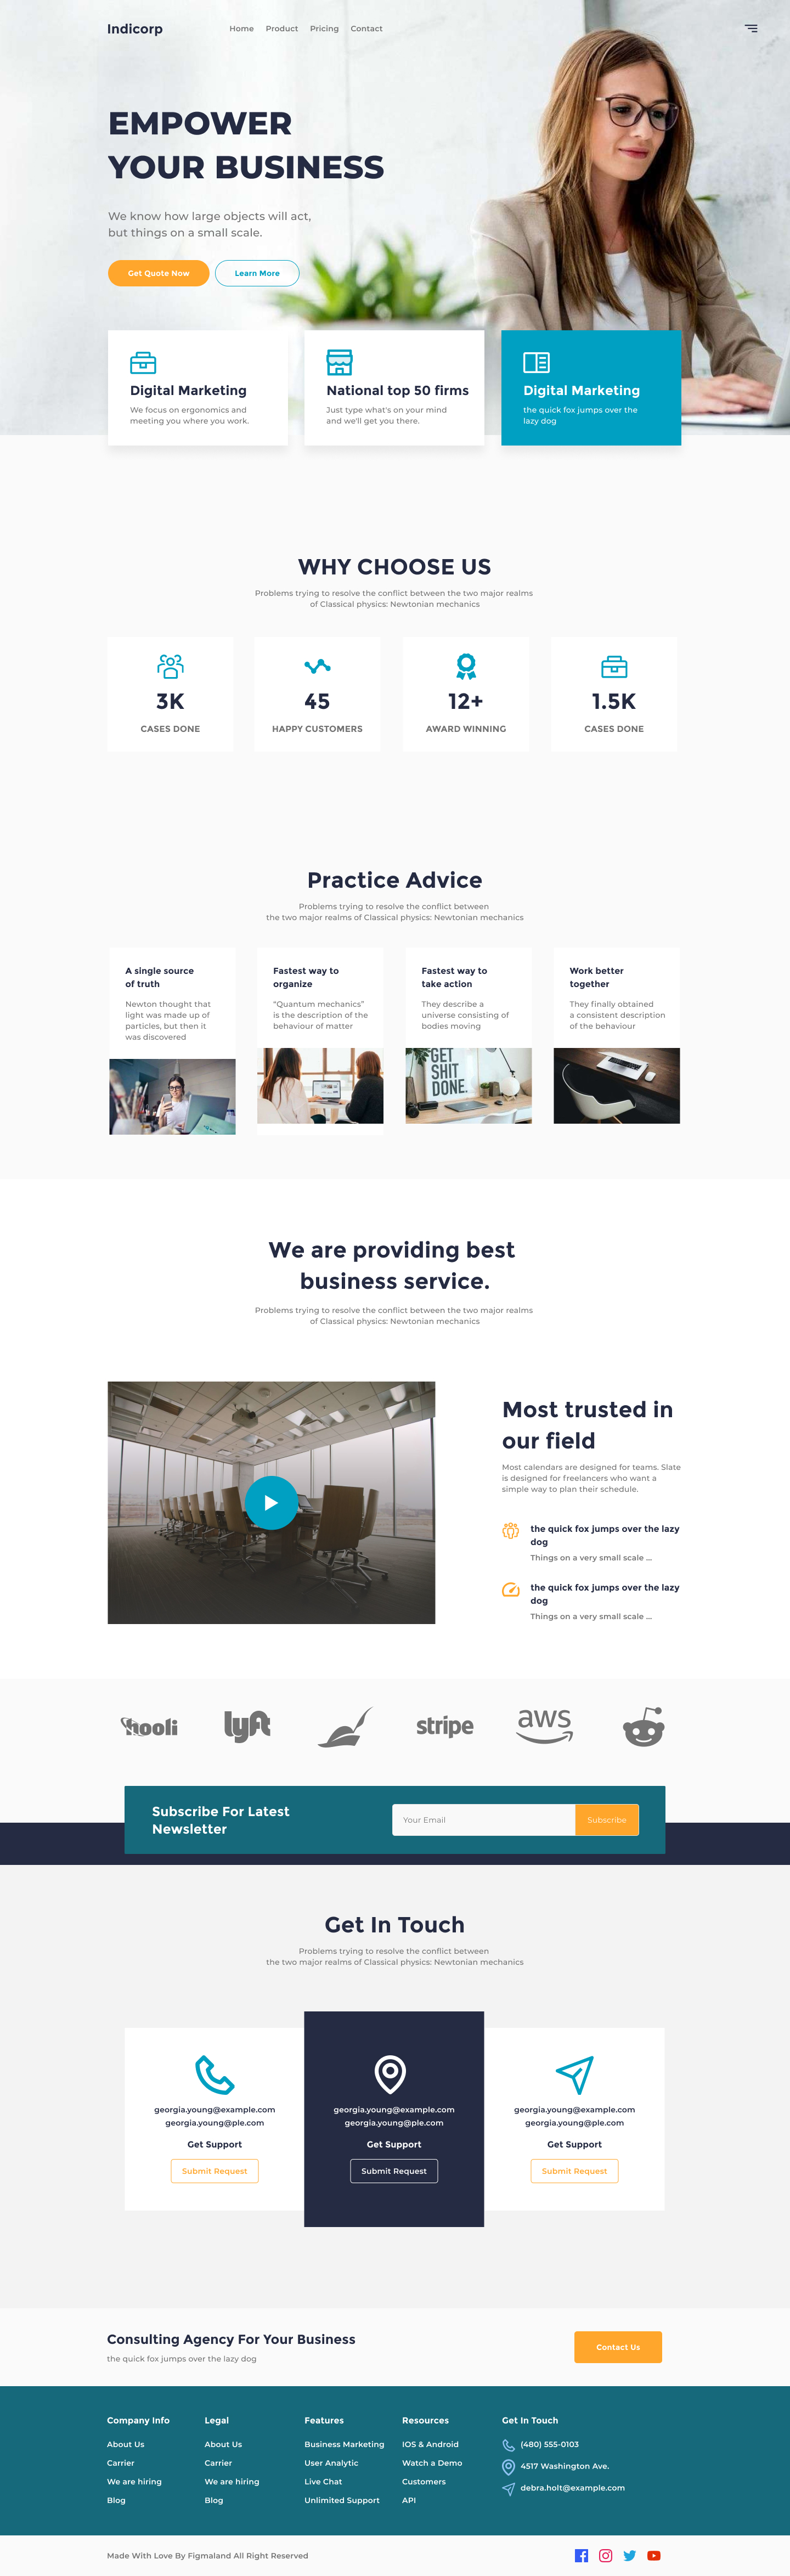 Indicorp
Home Product Pricing Contact
EMPOWER
YOUR BUSINESS
We know how large objects will act,
but things on a small scale.
Get Quote Now Learn More
Digital Marketing
We focus on ergonomics and
meeting you where you work.
National top 50 firms
Just type what's on your mind
and we'll get you there.
Digital Marketing
the quick fox jumps over the
lazy dog
WHY CHOOSE US
Problems trying to resolve the conflict between the two major realms
of Classical physics: Newtonian mechanics
3K
CASES DONE
45
HAPPY CUSTOMERS
12+
AWARD WINNING
1.5K
CASES DONE
Practice Advice
Problems trying to resolve the conflict between
the two major realms of Classical physics: Newtonian mechanics
A single source
of truth
Newton thought that
light was made up of
particles, but then it
was discovered
Fastest way to
organize
“Quantum mechanics”
is the description of the
behaviour of matter
Fastest way to
take action
They describe a
universe consisting of
bodies moving
GET
SHIT
DONE.
Work better
together
They finally obtained
a consistent description
of the behaviour
We are providing best
business service.
Problems trying to resolve the conflict between the two major realms
of Classical physics: Newtonian mechanics
Most trusted in
our field
Most calendars are designed for teams. Slate
is designed for freelancers who want a
simple way to plan their schedule.
the quick fox jumps over the lazy
dog
Things on a very small scale ...
the quick fox jumps over the lazy
dog
Things on a very small scale ...
hooli lyft stripe aws
Subscribe For Latest
Newsletter
Your Email Subscribe
Get In Touch
Problems trying to resolve the conflict between
the two major realms of Classical physics: Newtonian mechanics
georgia.young@example.com
georgia.young@ple.com
Get Support
Submit Request
georgia.young@example.com
georgia.young@ple.com
Get Support
Submit Request
georgia.young@example.com
georgia.young@ple.com
Get Support
Submit Request
Consulting Agency For Your Business
the quick fox jumps over the lazy dog
Contact Us
Company Info
About Us
Carrier
We are hiring
Blog
Legal
About Us
Carrier
We are hiring
Blog
Features
Business Marketing
User Analytic
Live Chat
Unlimited Support
Resources
IOS & Android
Watch a Demo
Customers
API
Get In Touch
(480) 555-0103
4517 Washington Ave.
debra.holt@example.com
Made With Love By Figmaland All Right Reserved